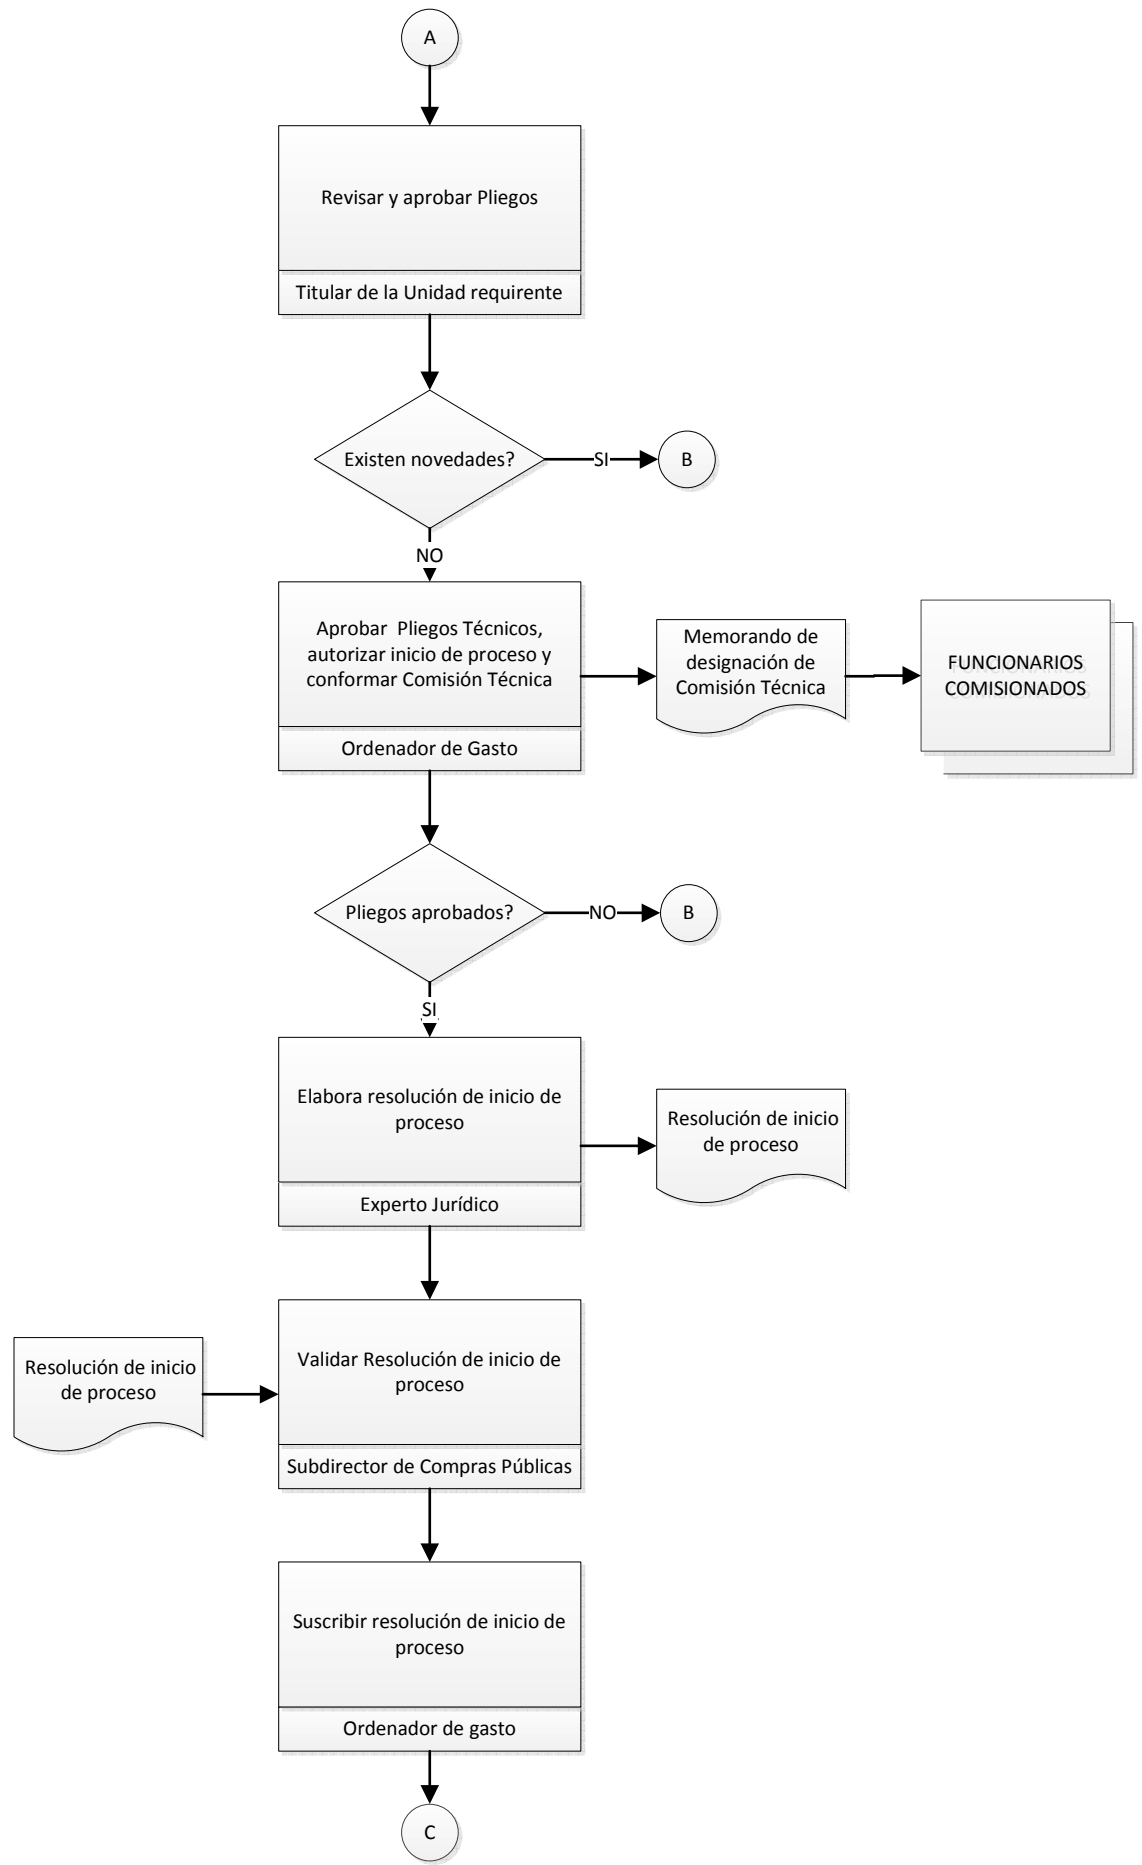 A
Revisar y aprobar Pliegos
Titular de la Unidad requirente
Existen novedades?
SI
B
NO
Aprobar  Pliegos Técnicos,
autorizar inicio de proceso y
conformar Comisión Técnica
Ordenador de Gasto
Memorando de
designación de
Comisión Técnica
FUNCIONARIOS
COMISIONADOS
Pliegos aprobados?
NO
B
SI
Elabora resolución de inicio de
proceso
Experto Jurídico
Resolución de inicio
de proceso
Resolución de inicio
de proceso
Validar Resolución de inicio de
proceso
Subdirector de Compras Públicas
Suscribir resolución de inicio de
proceso
Ordenador de gasto
C